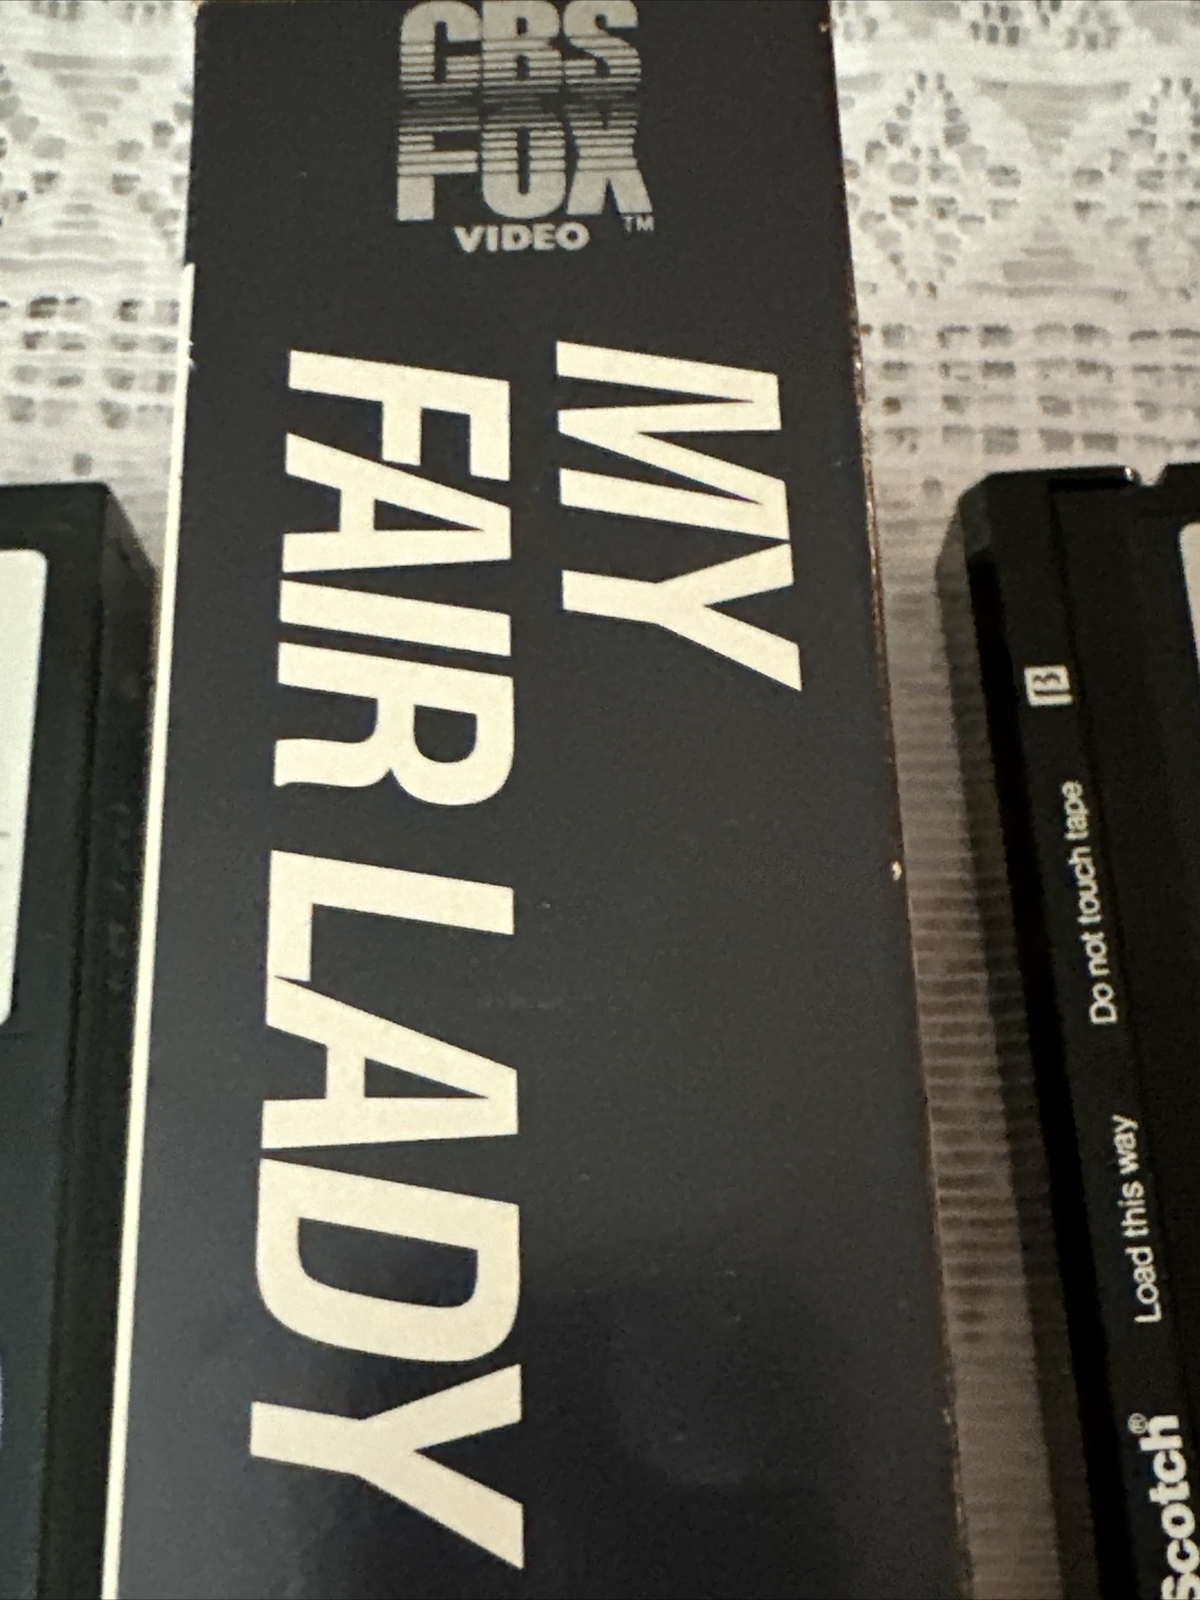 CBS
FOX
VIDEO TM
MY
FAIR LADY
β
Do not touch tape
Load this way
Scotch®